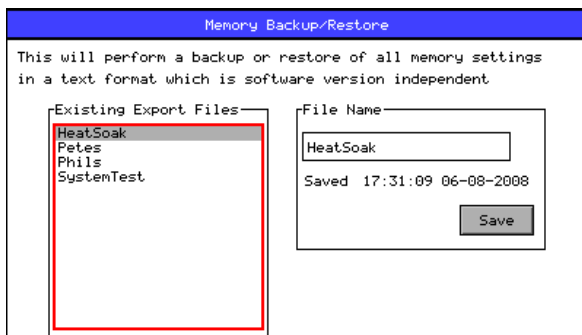 Memory Backup/Restore
This will perform a backup or restore of all memory settings
in a text format which is software version independent
Existing Export Files
HeatSoak
Petes
Phils
SystemTest
File Name
HeatSoak
Saved 17:31:09 06-08-2008
Save